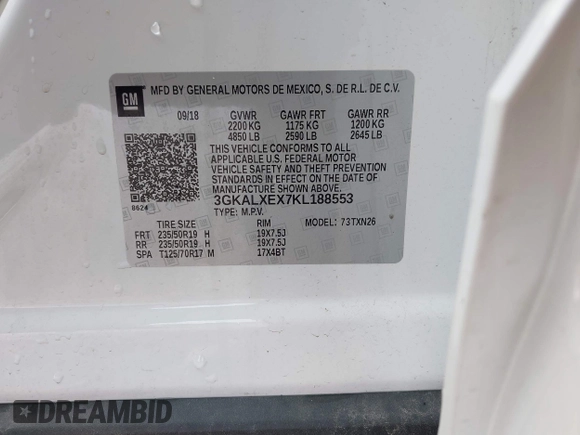 GM
MFD BY GENERAL MOTORS DE MEXICO, S. DE R.L. DE C.V.
09/18 GVWR GAWR FRT GAWR RR
2200 KG 1175 KG 1200 KG
4850 LB 2590 LB 2645 LB
THIS VEHICLE CONFORMS TO ALL
APPLICABLE U.S. FEDERAL MOTOR
VEHICLE SAFETY AND THEFT PREVENTION
STANDARDS IN EFFECT ON THE DATE OF
MANUFACTURE SHOWN ABOVE.
3GKALXEX7KL188553
0624
TYPE: M.P.V. MODEL: 73TXN26
TIRE SIZE RIM
FRT 235/50R19 H 19X7.5J
RR 235/50R19 H 19X7.5J
SPA T125/70R17 M 17X4BT
DREAMBID